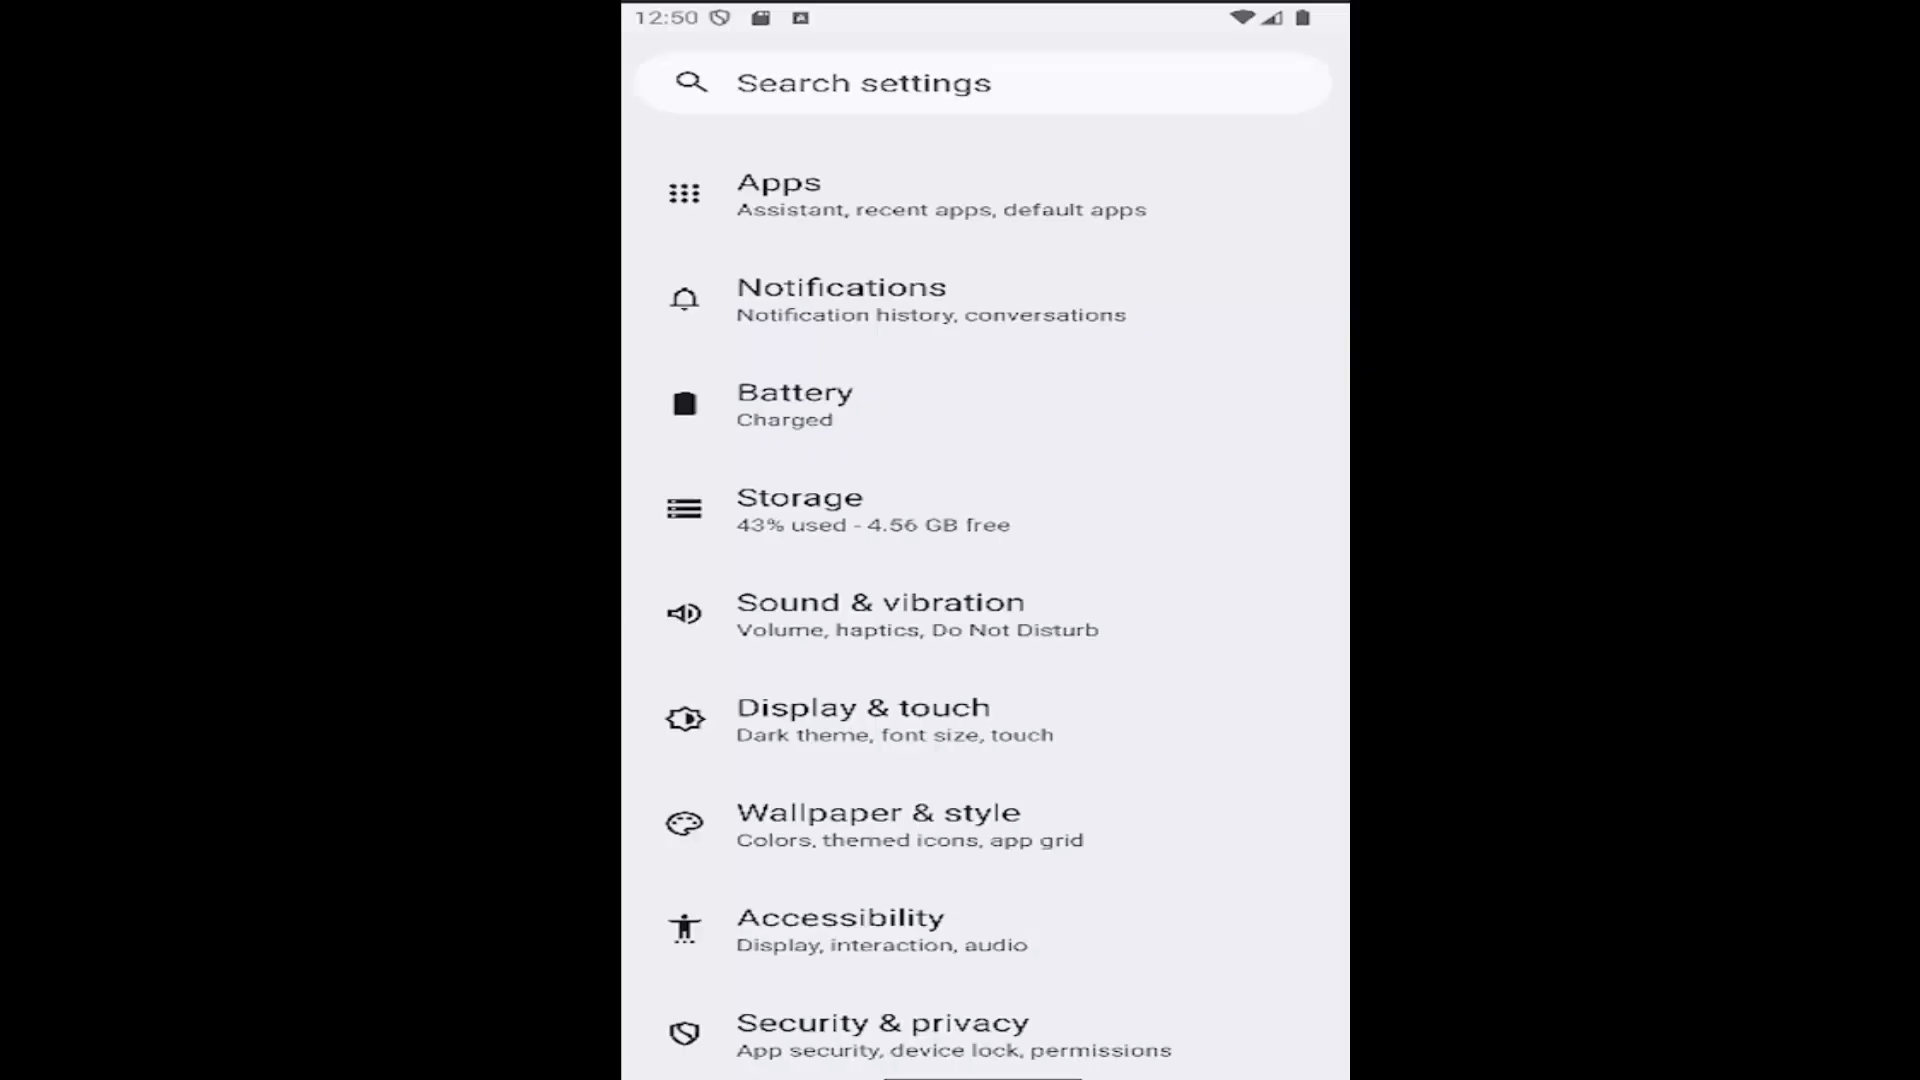 12:50
Search settings
Apps
Assistant, recent apps, default apps
Notifications
Notification history, conversations
Battery
Charged
Storage
43% used - 4.56 GB free
Sound & vibration
Volume, haptics, Do Not Disturb
Display & touch
Dark theme, font size, touch
Wallpaper & style
Colors, themed icons, app grid
Accessibility
Display, interaction, audio
Security & privacy
App security, device lock, permissions